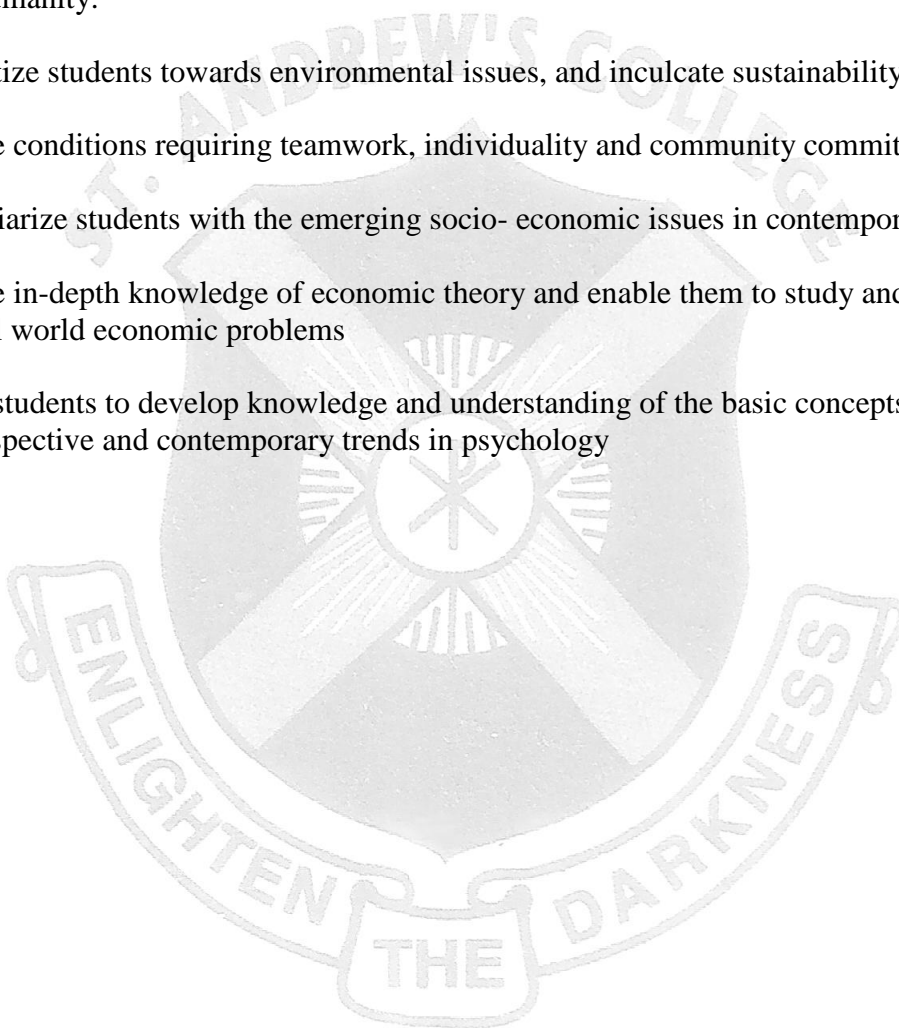 tize students towards environmental issues, and inculcate sustainability
e conditions requiring teamwork, individuality and community commit
iarize students with the emerging socio- economic issues in contempor
e in-depth knowledge of economic theory and enable them to study and
world economic problems
students to develop knowledge and understanding of the basic concepts
spective and contemporary trends in psychology
ST. ANDREW'S COLLEGE
ENLIGHTEN THE DARKNESS